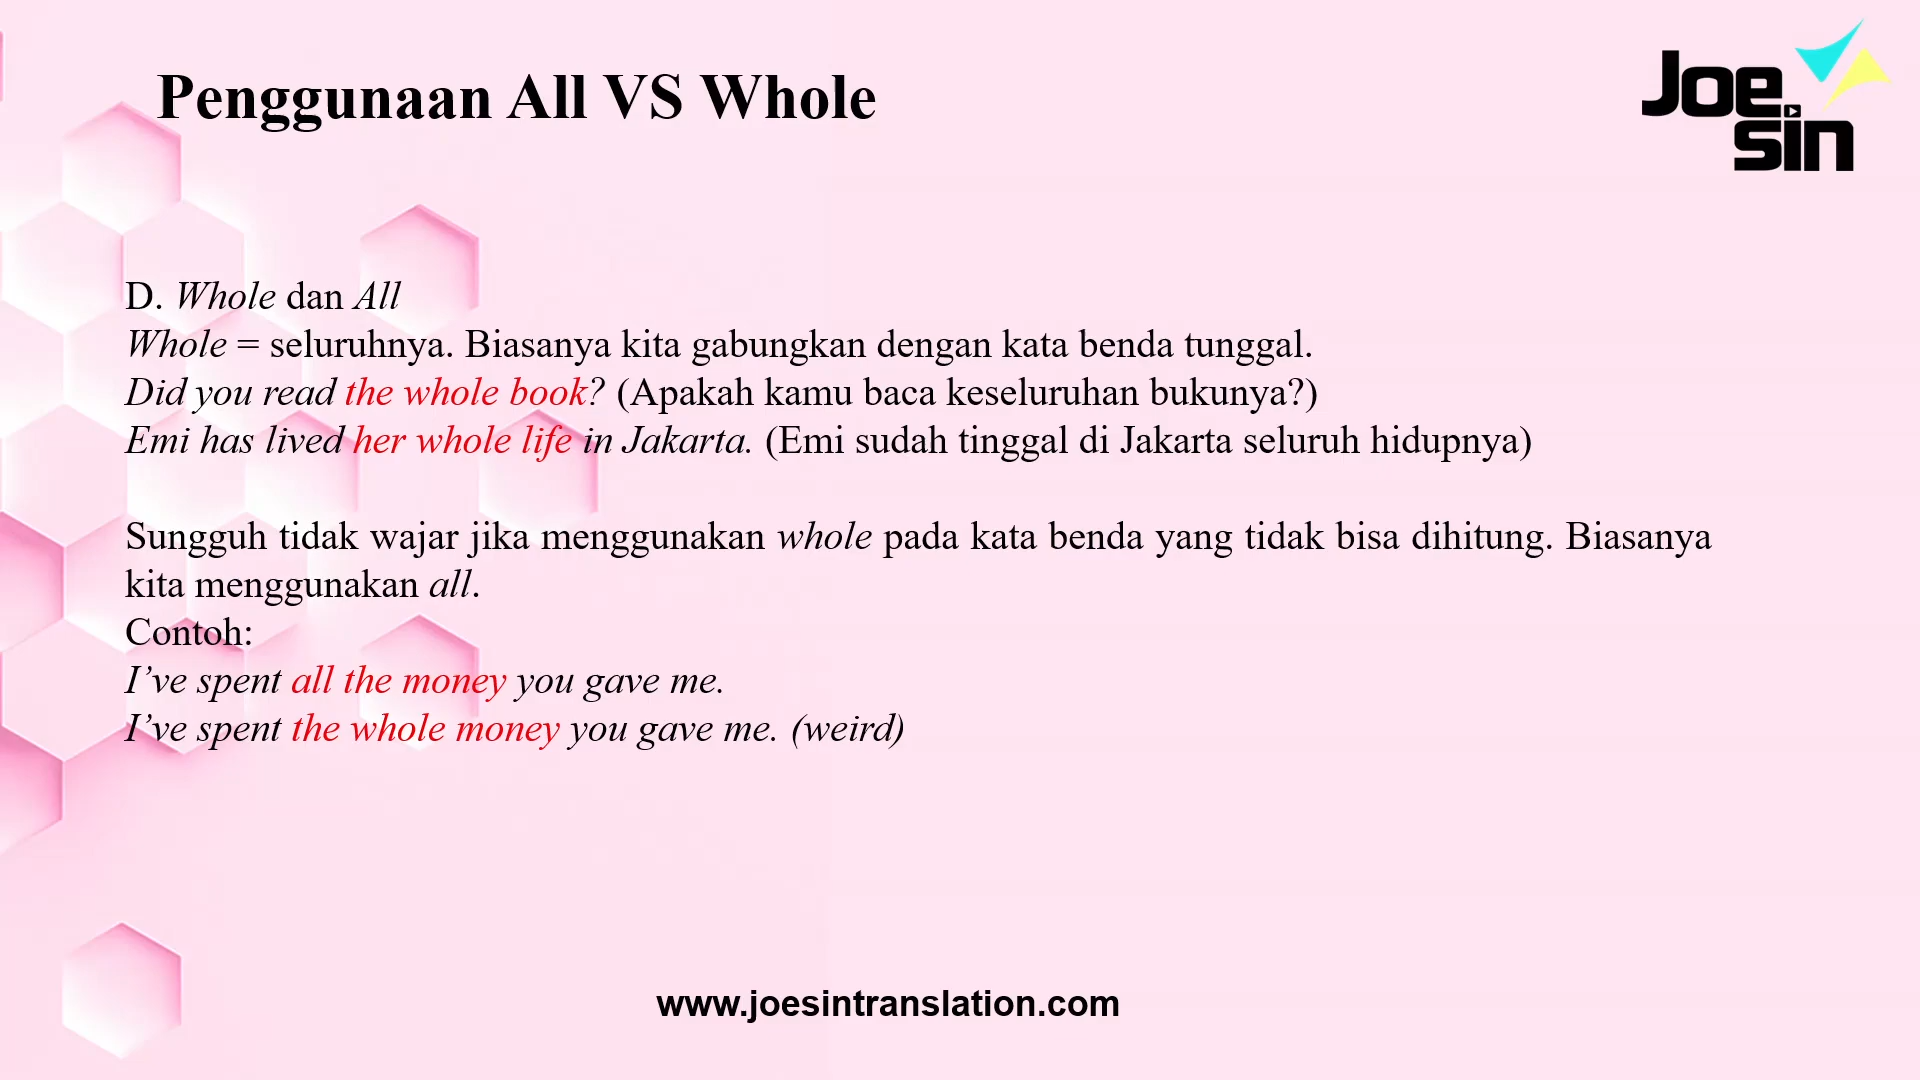 Penggunaan All VS Whole
Joe
sin
D. Whole dan All
Whole = seluruhnya. Biasanya kita gabungkan dengan kata benda tunggal.
Did you read the whole book? (Apakah kamu baca keseluruhan bukunya?)
Emi has lived her whole life in Jakarta. (Emi sudah tinggal di Jakarta seluruh hidupnya)
Sungguh tidak wajar jika menggunakan whole pada kata benda yang tidak bisa dihitung. Biasanya
kita menggunakan all.
Contoh:
I’ve spent all the money you gave me.
I’ve spent the whole money you gave me. (weird)
www.joesintranslation.com